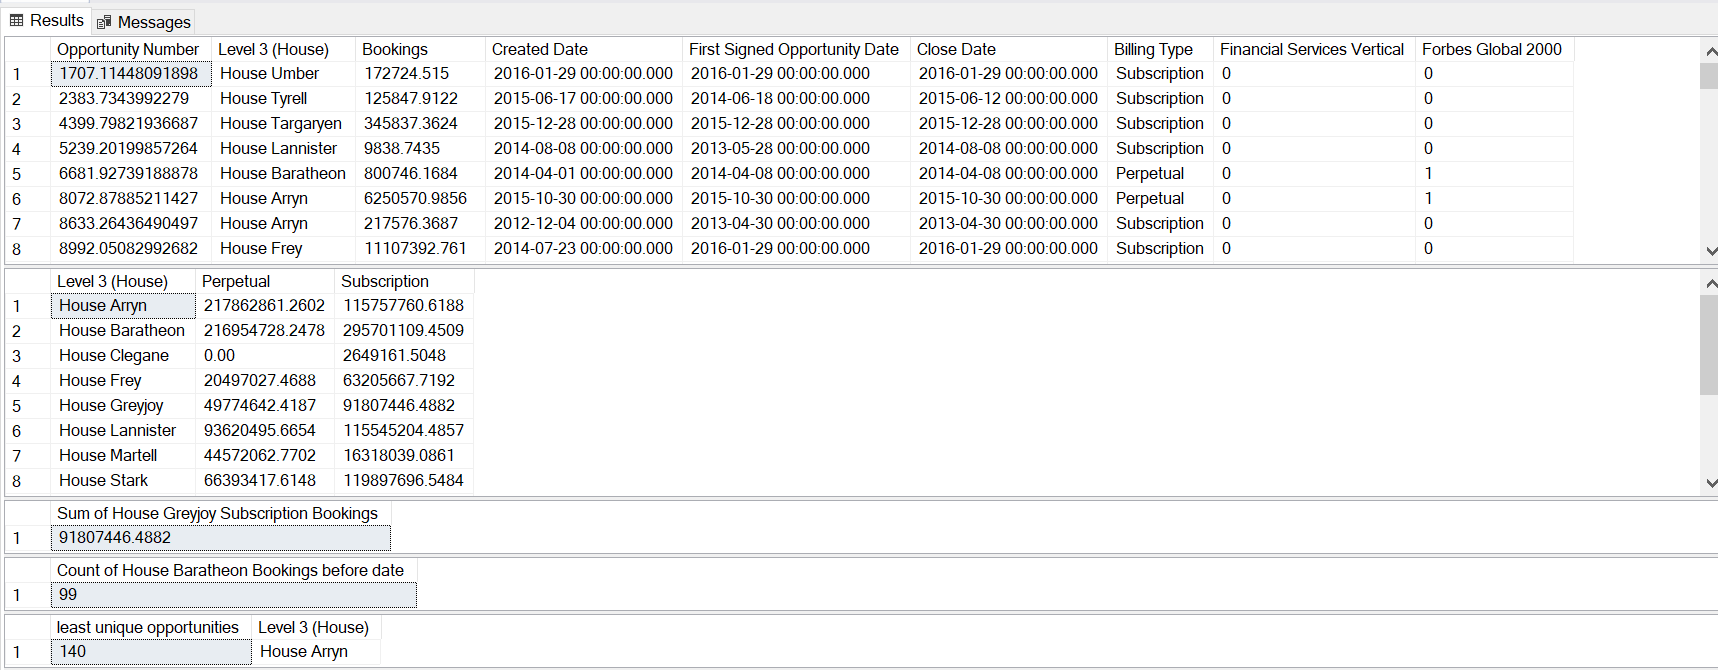 Results Messages
Opportunity Number Level 3 (House) Bookings Created Date First Signed Opportunity Date Close Date Billing Type Financial Services Vertical Forbes Global 2000
1 1707.11448091898 House Umber 172724.515 2016-01-29 00:00:00.000 2016-01-29 00:00:00.000 2016-01-29 00:00:00.000 Subscription 0 0
2 2383.7343992279 House Tyrell 125847.9122 2015-06-17 00:00:00.000 2014-06-18 00:00:00.000 2015-06-12 00:00:00.000 Subscription 0 0
3 4399.79821936687 House Targaryen 345837.3624 2015-12-28 00:00:00.000 2015-12-28 00:00:00.000 2015-12-28 00:00:00.000 Subscription 0 0
4 5239.20199857264 House Lannister 9838.7435 2014-08-08 00:00:00.000 2013-05-28 00:00:00.000 2014-08-08 00:00:00.000 Subscription 0 0
5 6681.92739188878 House Baratheon 800746.1684 2014-04-01 00:00:00.000 2014-04-08 00:00:00.000 2014-04-08 00:00:00.000 Perpetual 0 1
6 8072.87885211427 House Arryn 6250570.9856 2015-10-30 00:00:00.000 2015-10-30 00:00:00.000 2015-10-30 00:00:00.000 Perpetual 0 1
7 8633.26436490497 House Arryn 217576.3687 2012-12-04 00:00:00.000 2013-04-30 00:00:00.000 2013-04-30 00:00:00.000 Subscription 0 0
8 8992.05082992682 House Frey 11107392.761 2014-07-23 00:00:00.000 2016-01-29 00:00:00.000 2016-01-29 00:00:00.000 Subscription 0 0
Level 3 (House) Perpetual Subscription
1 House Arryn 217862861.2602 115757760.6188
2 House Baratheon 216954728.2478 295701109.4509
3 House Clegane 0.00 2649161.5048
4 House Frey 20497027.4688 63205667.7192
5 House Greyjoy 49774642.4187 91807446.4882
6 House Lannister 93620495.6654 115545204.4857
7 House Martell 44572062.7702 16318039.0861
8 House Stark 66393417.6148 119897696.5484
Sum of House Greyjoy Subscription Bookings
1 91807446.4882
Count of House Baratheon Bookings before date
1 99
least unique opportunities Level 3 (House)
1 140 House Arryn